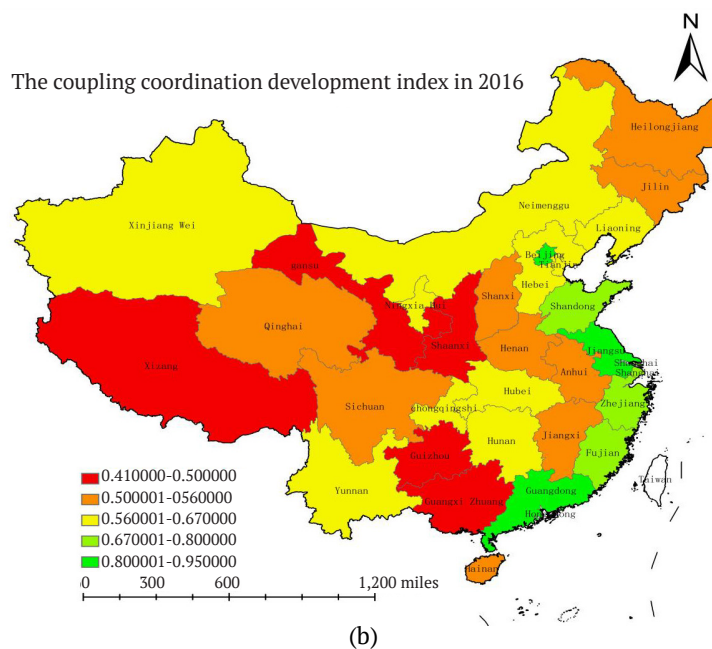 N
The coupling coordination development index in 2016
Heilongjiang
Jilin
Neimenggu
Liaoning
Xinjiang Wei
Beijing
Tianjin
gansu
Hebei
Ningxia Hui
Shanxi
Shandong
Qinghai
Shaanxi
Henan
Jiangsu
Xizang
Anhui
Shanghai
Shanghai
Hubei
Sichuan
chongqingshi
Zhejiang
Hunan
Jiangxi
Guizhou
Fujian
Yunnan
Guangxi Zhuang
Guangdong
Taiwan
Hainan
0.410000-0.500000
0.500001-0560000
0.560001-0.670000
0.670001-0.800000
0.800001-0.950000
0 300 600 1,200 miles
(b)